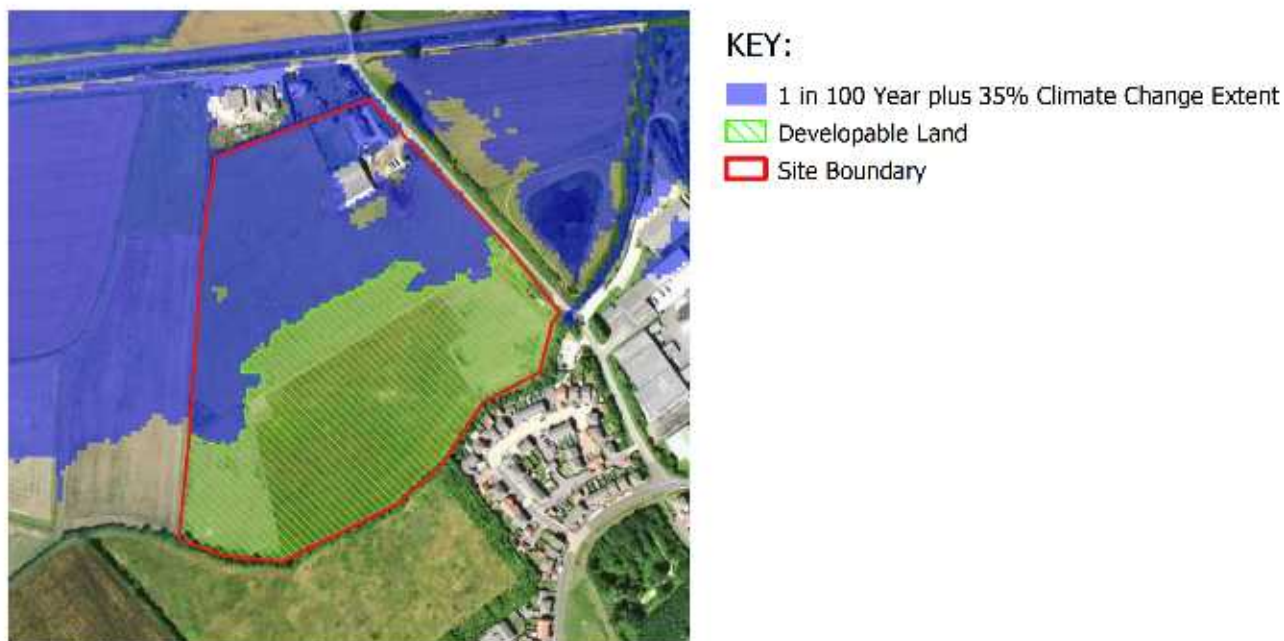 KEY:
1 in 100 Year plus 35% Climate Change Extent
Developable Land
Site Boundary